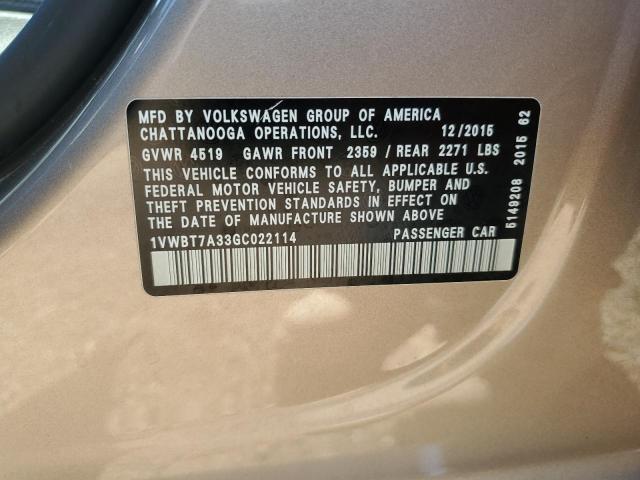 MFD BY VOLKSWAGEN GROUP OF AMERICA
CHATTANOOGA OPERATIONS, LLC. 12/2015
GVWR 4519 GAWR FRONT 2359 / REAR 2271 LBS
THIS VEHICLE CONFORMS TO ALL APPLICABLE U.S.
FEDERAL MOTOR VEHICLE SAFETY, BUMPER AND
THEFT PREVENTION STANDARDS IN EFFECT ON
THE DATE OF MANUFACTURE SHOWN ABOVE
1VWBT7A33GC022114 PASSENGER CAR
5149208 2015 62